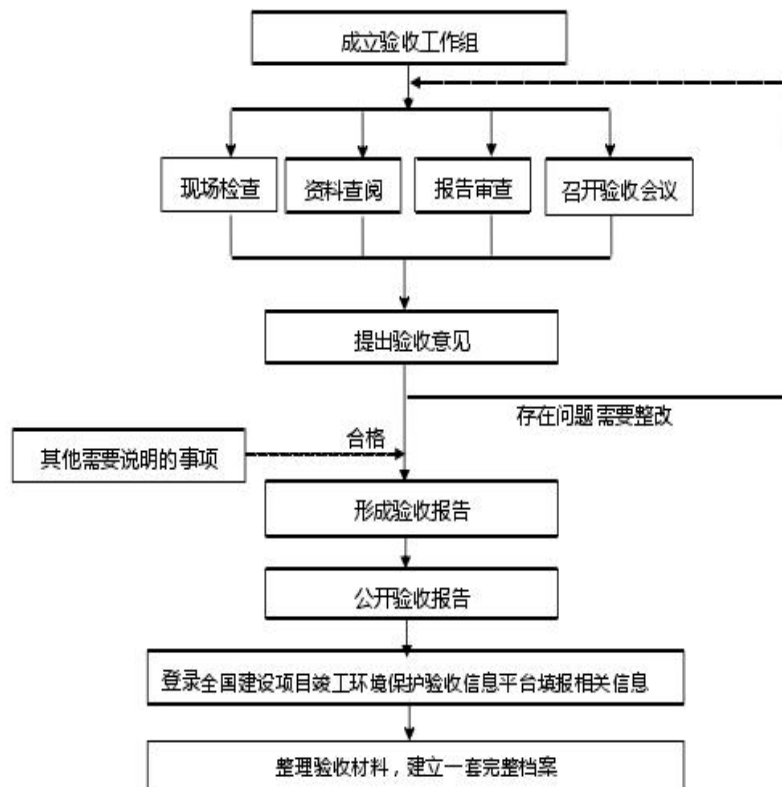 成立验收工作组
现场检查
资料查阅
报告审查
召开验收会议
提出验收意见
存在问题需要整改
合格
其他需要说明的事项
形成验收报告
公开验收报告
登录全国建设项目竣工环境保护验收信息平台填报相关信息
整理验收材料，建立一套完整档案